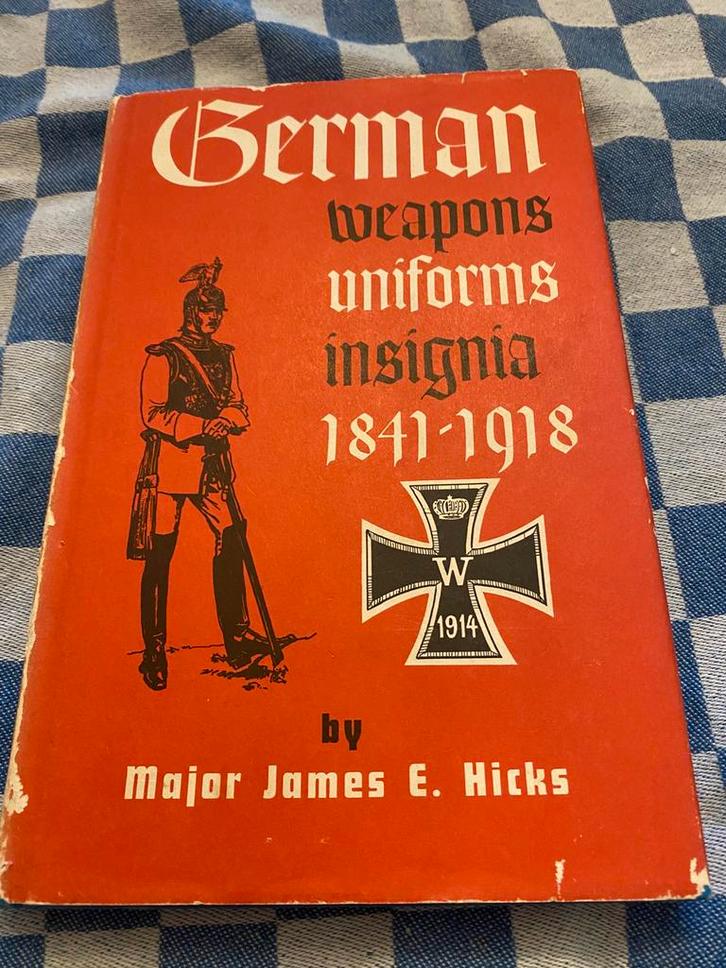 German
weapons
uniforms
insignia
1841-1918
W
1914
by
Major James E. Hicks